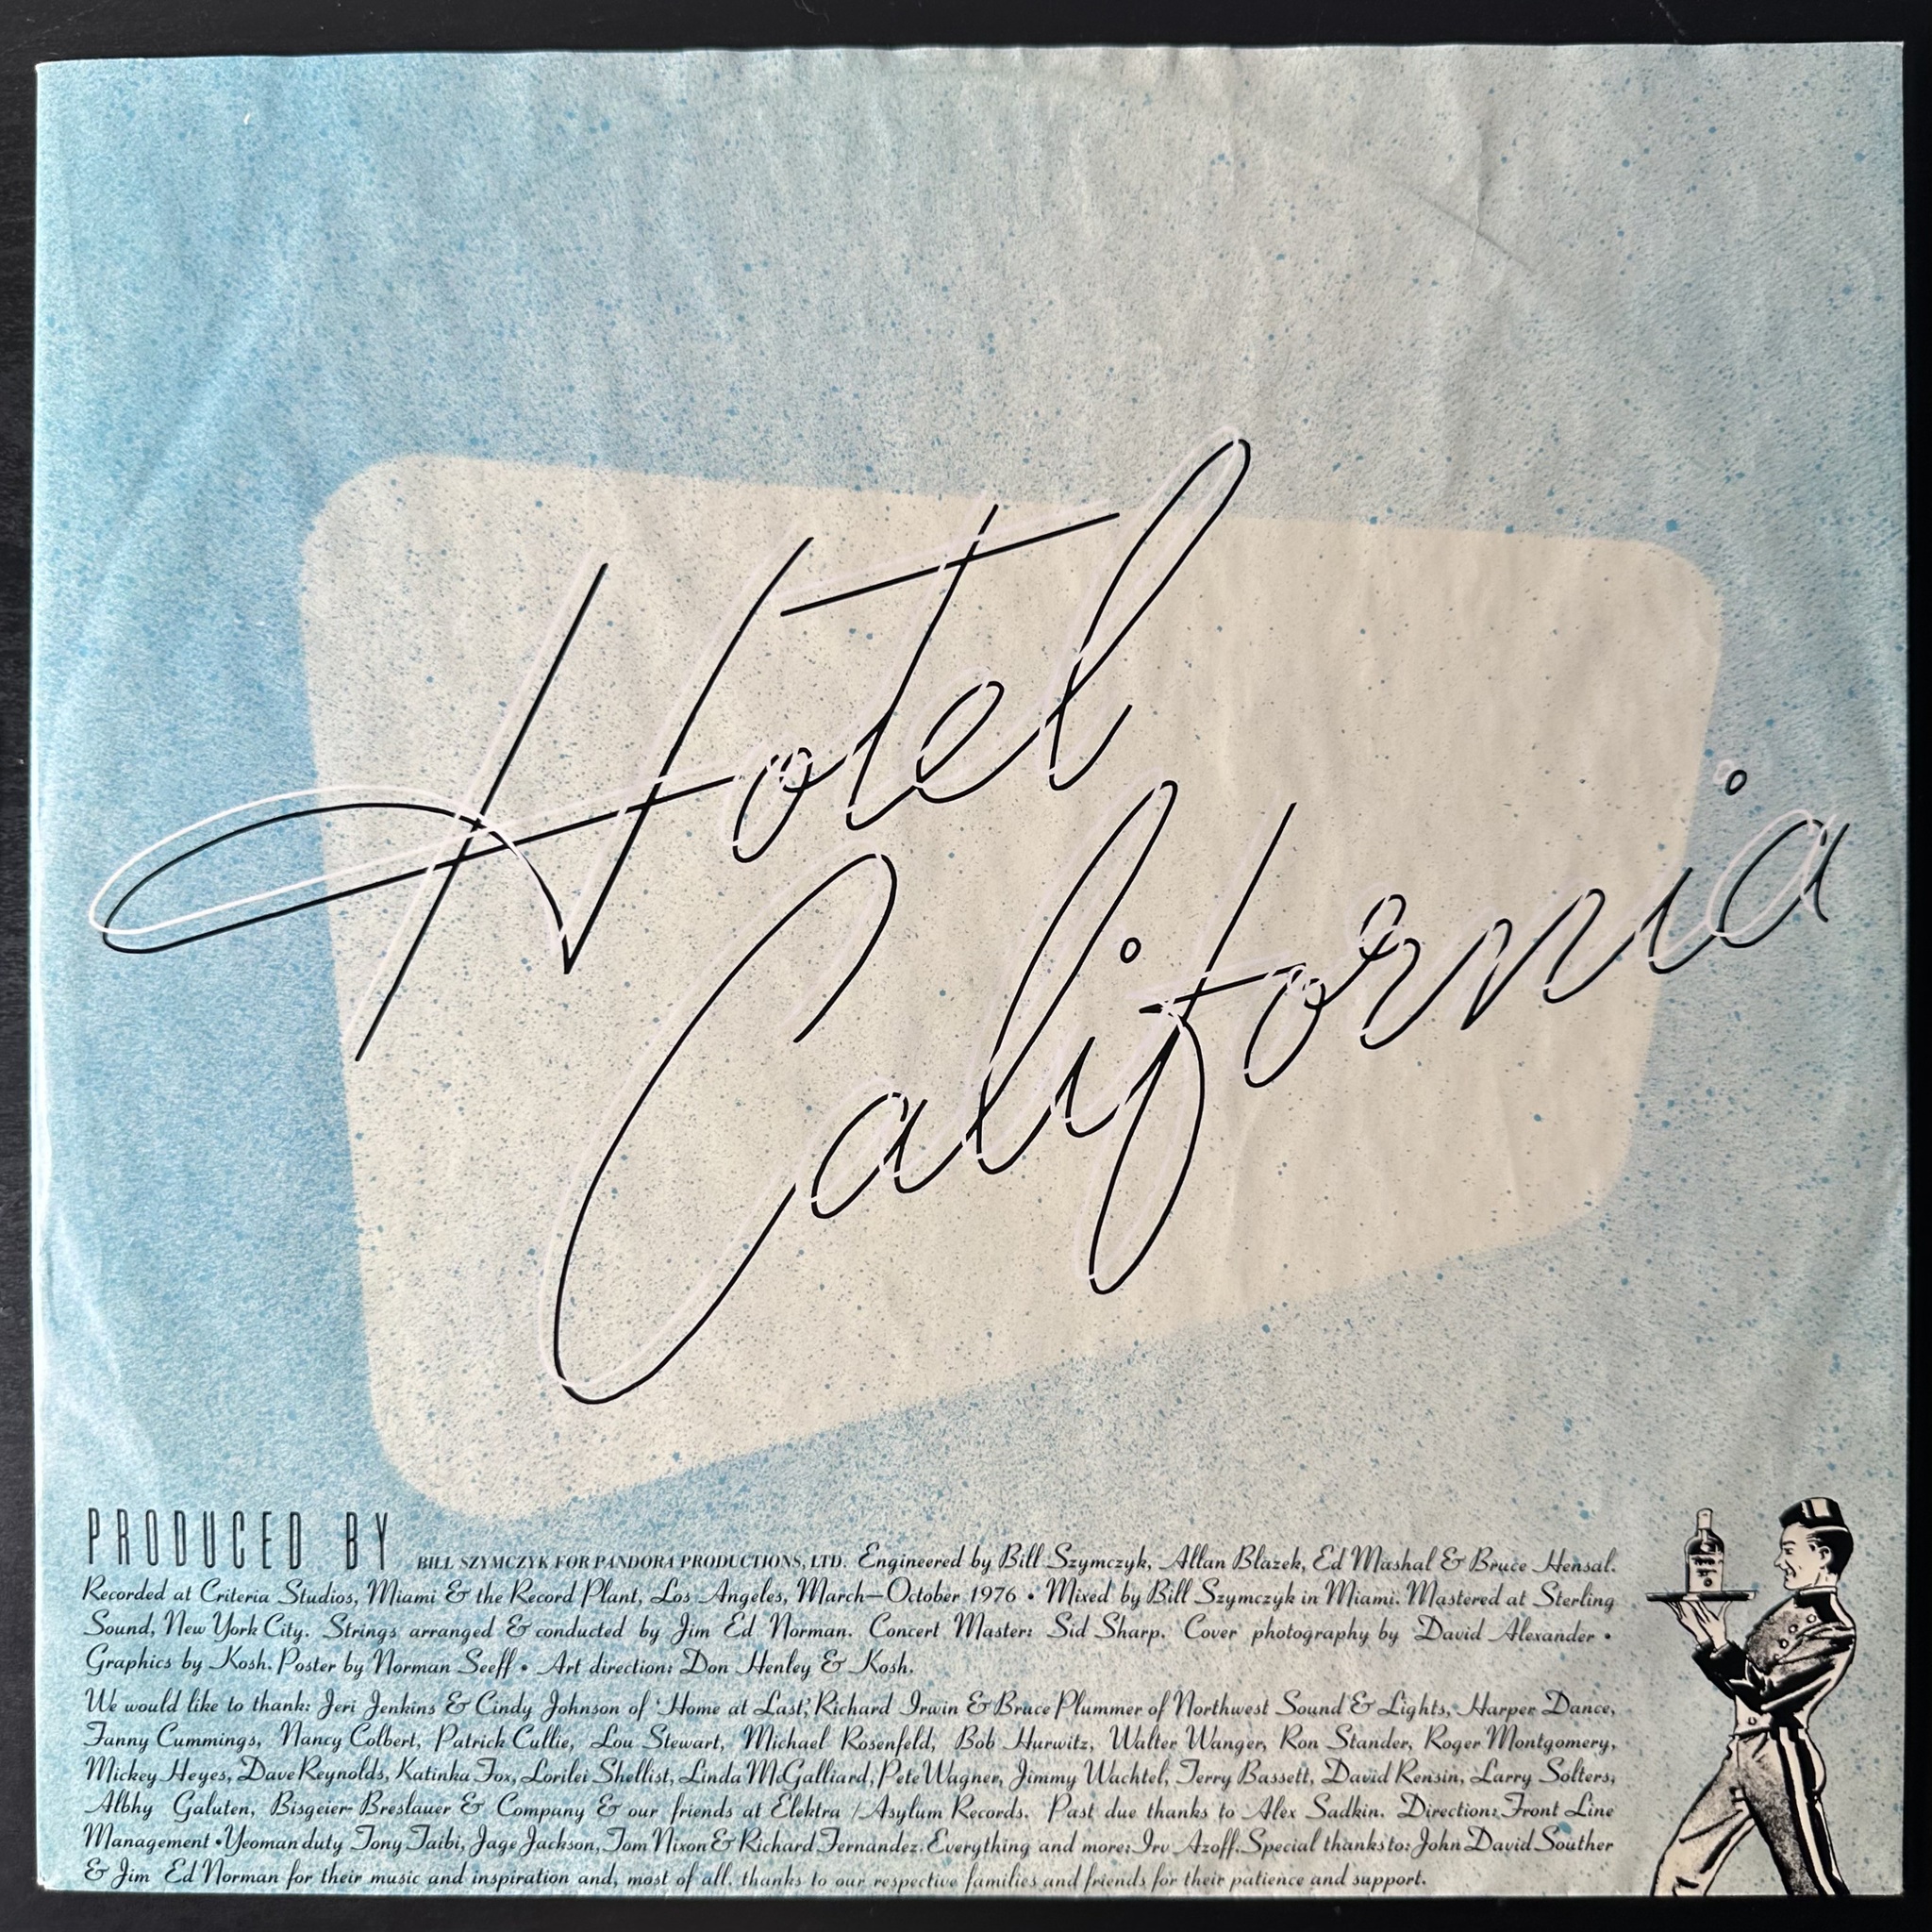 Hotel
California
PRODUCED BY BILL SZYMCZYK FOR PANDORA PRODUCTIONS, LTD. Engineered by Bill Szymczyk, Allan Blazek, Ed Mashal & Bruce Hensal.
Recorded at Criteria Studios, Miami & the Record Plant, Los Angeles, March—October 1976 • Mixed by Bill Szymczyk in Miami. Mastered at Sterling
Sound, New York City. Strings arranged & conducted by Jim Ed Norman. Concert Master: Sid Sharp. Cover photography by David Alexander •
Graphics by Kosh. Poster by Norman Seeff • Art direction: Don Henley & Kosh.
We would like to thank: Jeri Jenkins & Cindy Johnson of 'Home at Last,' Richard Irwin & Bruce Plummer of Northwest Sound & Lights, Harper Dance,
Fanny Cummings, Nancy Colbert, Patrick Cullie, Lou Stewart, Michael Rosenfeld, Bob Hurwitz, Walter Wanger, Ron Stander, Roger Montgomery,
Mickey Heyes, Dave Reynolds, Katinka Fox, Lorilei Shellist, Linda McGalliard, Pete Wagner, Jimmy Wachtel, Terry Bassett, David Rensin, Larry Solters,
Albhy Galuten, Bisgeier-Breslauer & Company & our friends at Elektra /Asylum Records. Past due thanks to Alex Sadkin. Direction: Front Line
Management • Yeoman duty Tony Taibi, Jage Jackson, Tom Nixon & Richard Fernandez. Everything and more: Irv Azoff. Special thanks to: John David Souther
& Jim Ed Norman for their music and inspiration and, most of all, thanks to our respective families and friends for their patience and support.